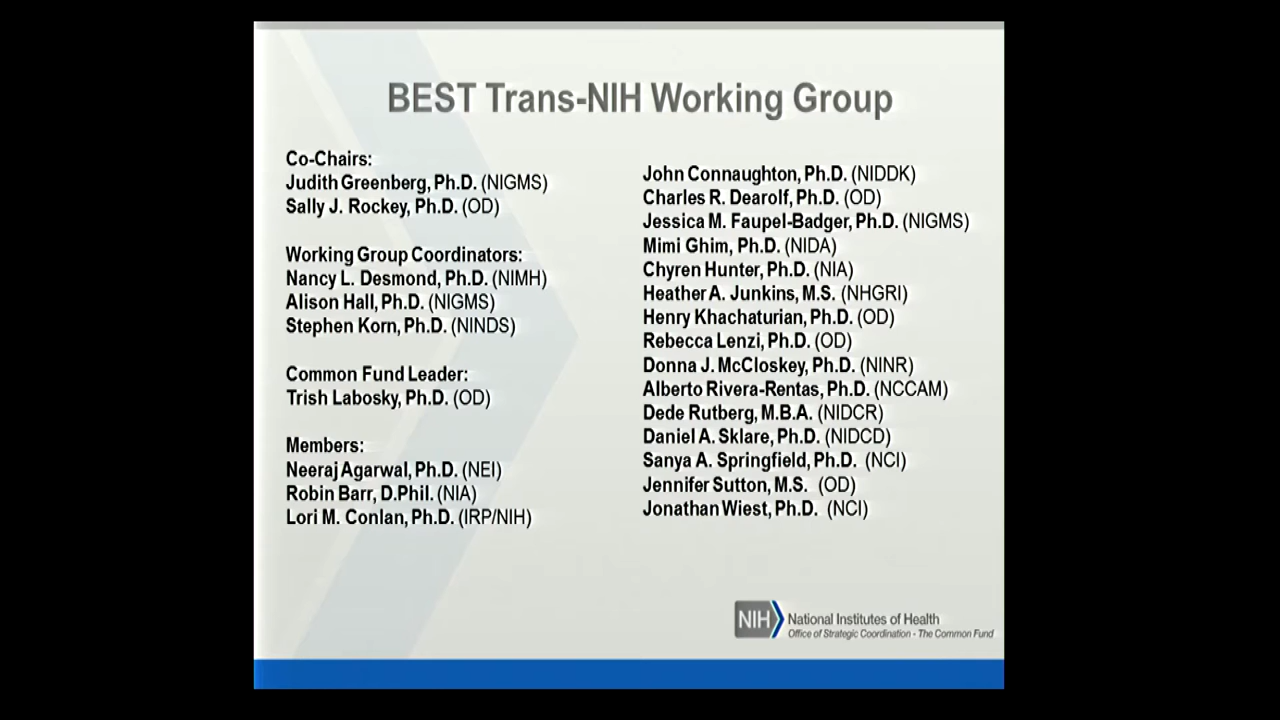 BEST Trans-NIH Working Group
Co-Chairs:
Judith Greenberg, Ph.D. (NIGMS)
Sally J. Rockey, Ph.D. (OD)
Working Group Coordinators:
Nancy L. Desmond, Ph.D. (NIMH)
Alison Hall, Ph.D. (NIGMS)
Stephen Korn, Ph.D. (NINDS)
Common Fund Leader:
Trish Labosky, Ph.D. (OD)
Members:
Neeraj Agarwal, Ph.D. (NEI)
Robin Barr, D.Phil. (NIA)
Lori M. Conlan, Ph.D. (IRP/NIH)
John Connaughton, Ph.D. (NIDDK)
Charles R. Dearolf, Ph.D. (OD)
Jessica M. Faupel-Badger, Ph.D. (NIGMS)
Mimi Ghim, Ph.D. (NIDA)
Chyren Hunter, Ph.D. (NIA)
Heather A. Junkins, M.S. (NHGRI)
Henry Khachaturian, Ph.D. (OD)
Rebecca Lenzi, Ph.D. (OD)
Donna J. McCloskey, Ph.D. (NINR)
Alberto Rivera-Rentas, Ph.D. (NCCAM)
Dede Rutberg, M.B.A. (NIDCR)
Daniel A. Sklare, Ph.D. (NIDCD)
Sanya A. Springfield, Ph.D. (NCI)
Jennifer Sutton, M.S. (OD)
Jonathan Wiest, Ph.D. (NCI)
NIH National Institutes of Health
Office of Strategic Coordination - The Common Fund